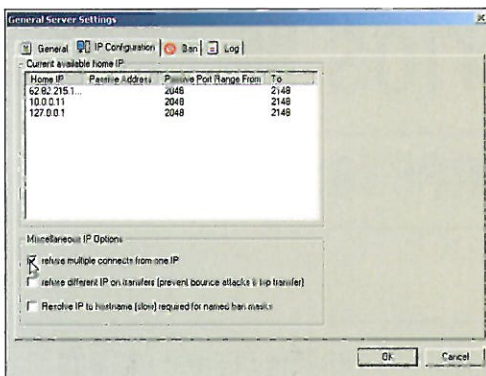 General Server Settings
General IP Configuration Ban Log
Current available home IP
Home IP Passive Address Passive Port Range From To
62.82.215.1... 2048 2148
10.0.0.11 2048 2148
127.0.0.1 2048 2148
Miscellaneous IP Options
refuse multiple connects from one IP
refuse different IP on transfers (prevent bounce attacks & fxp transfer)
Resolve IP to hostname (slow) required for named ban masks
OK Cancel